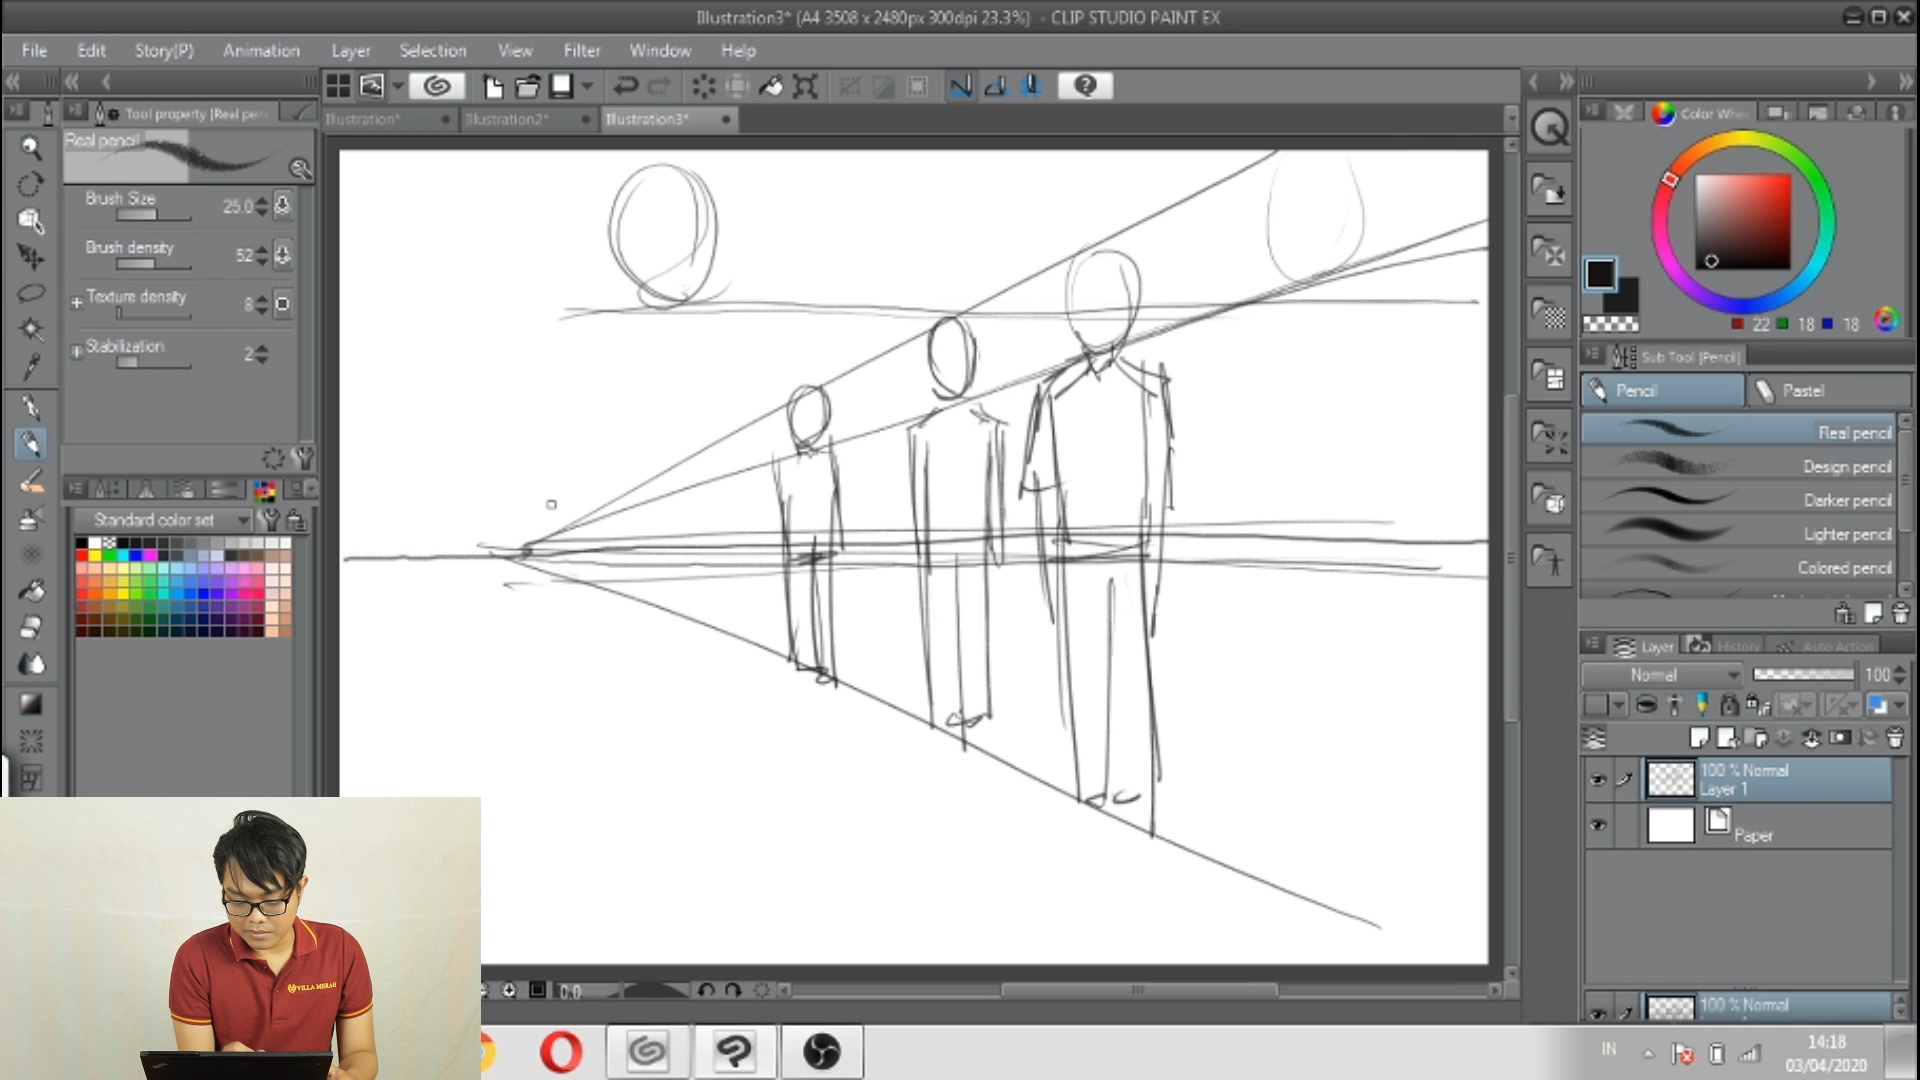 Illustration3* (A4 3508 x 2480px 300dpi 23.3%) - CLIP STUDIO PAINT EX
File Edit Story(P) Animation Layer Selection View Filter Window Help
Tool property (Real pen
Illustration* Illustration2* Illustration3*
Color Whe
Real pencil
Brush Size 25.0
Brush density 52
Texture density 8
Stabilization 2
Standard color set
22 18 18
Sub Tool [Pencil]
Pencil Pastel
Real pencil
Design pencil
Darker pencil
Lighter pencil
Colored pencil
Layer History Auto Action
Normal 100
100 % Normal
Layer 1
Paper
100 % Normal
0.0
VILLA MERAH
IN
14:18
03/04/2020